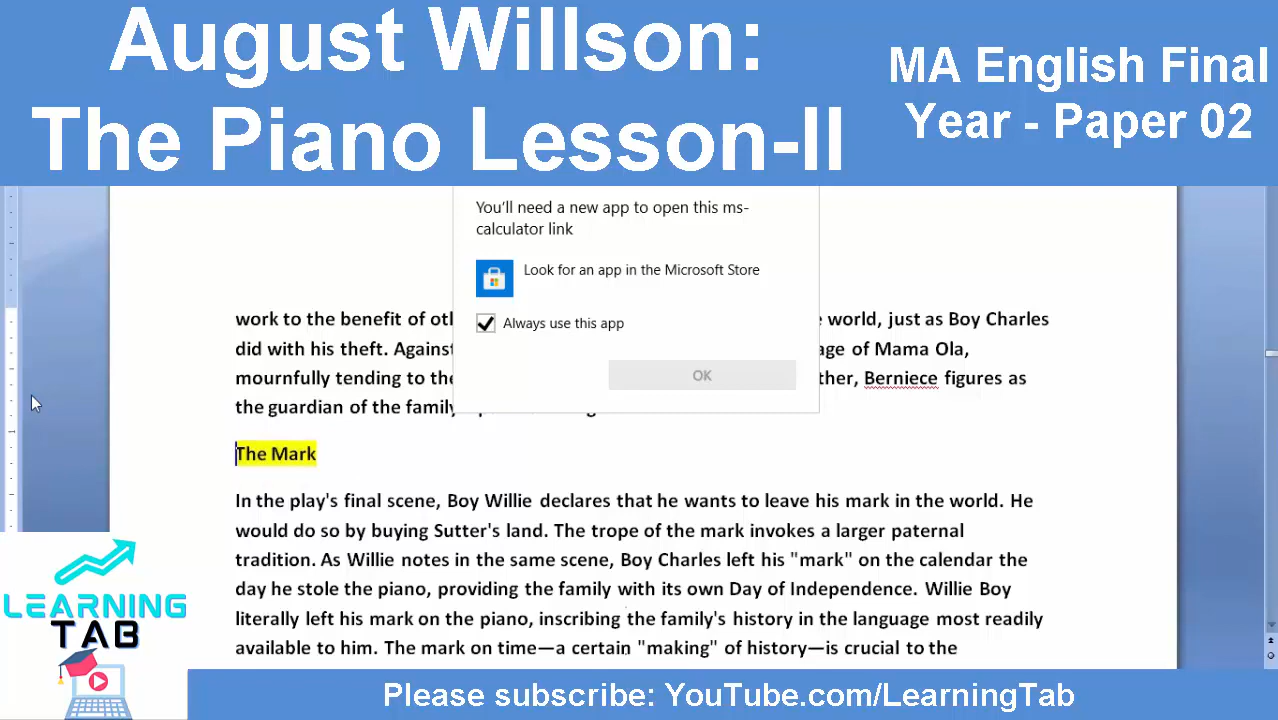 August Willson:
The Piano Lesson-II
MA English Final
Year - Paper 02
You'll need a new app to open this ms-
calculator link
Look for an app in the Microsoft Store
Always use this app
OK
work to the benefit of world, just as Boy Charles
did with his theft. of Mama Ola,
mournfully tending to Berniece figures as
the guardian of the family
The Mark
In the play's final scene, Boy Willie declares that he wants to leave his mark in the world. He
would do so by buying Sutter's land. The trope of the mark invokes a larger paternal
tradition. As Willie notes in the same scene, Boy Charles left his "mark" on the calendar the
day he stole the piano, providing the family with its own Day of Independence. Willie Boy
literally left his mark on the piano, inscribing the family's history in the language most readily
available to him. The mark on time—a certain "making" of history—is crucial to the
LEARNING
TAB
Please subscribe: YouTube.com/LearningTab